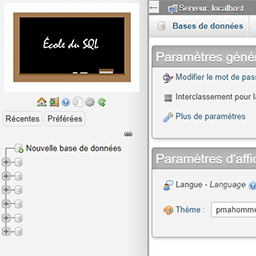 École du SQL
Récentes Préférées
Nouvelle base de données
Serveur: localhost
Bases de données
Paramètres génér
Modifier le mot de pas
Interclassement pour la
Plus de paramètres
Paramètres d'affic
Langue - Language
Thème : pmahomme